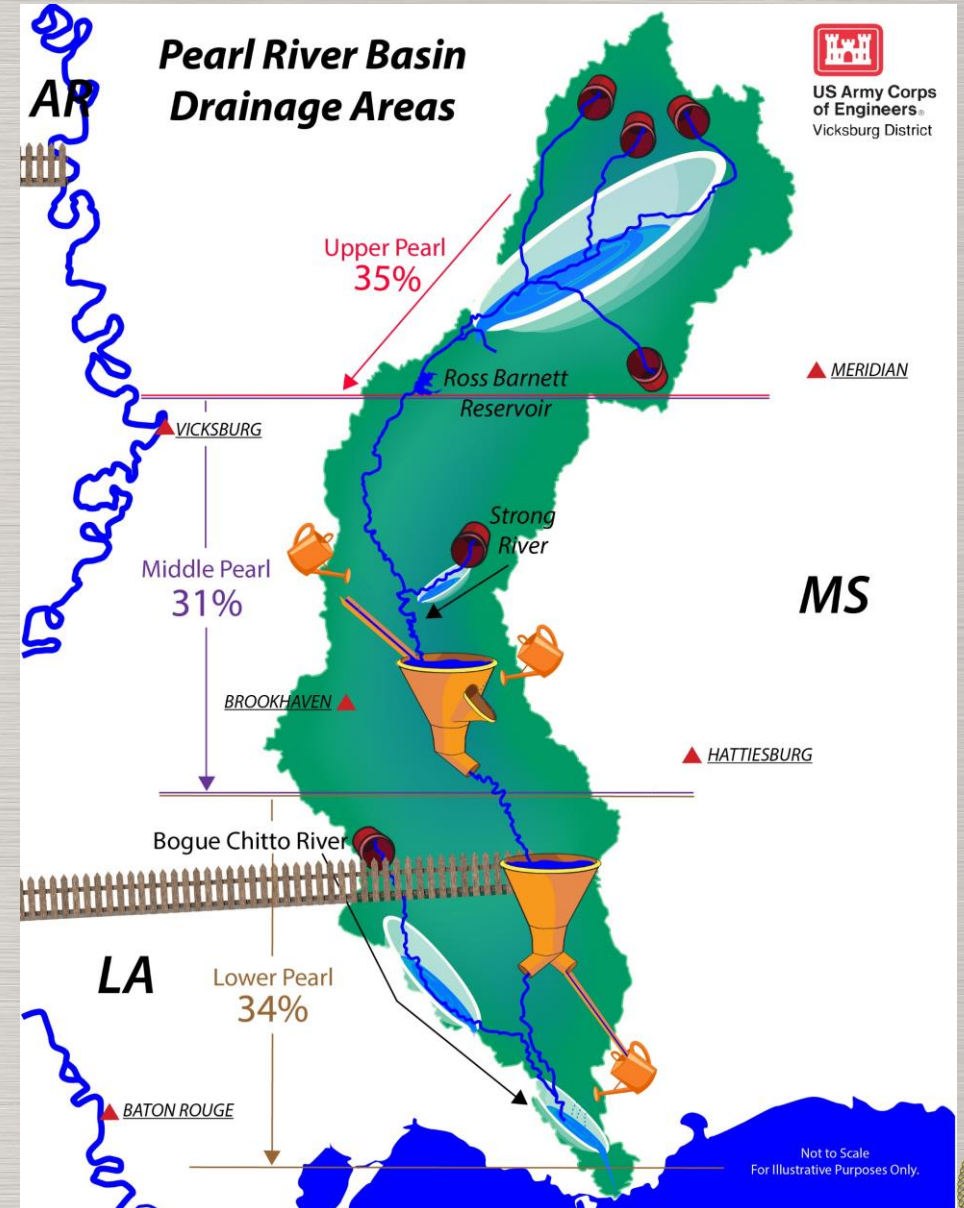 Pearl River Basin
Drainage Areas
US Army Corps
of Engineers®
Vicksburg District
AR
Upper Pearl
35%
MERIDIAN
Ross Barnett
Reservoir
VICKSBURG
Strong
River
Middle Pearl
31%
MS
BROOKHAVEN
HATTIESBURG
Bogue Chitto River
LA
Lower Pearl
34%
BATON ROUGE
Not to Scale
For Illustrative Purposes Only.